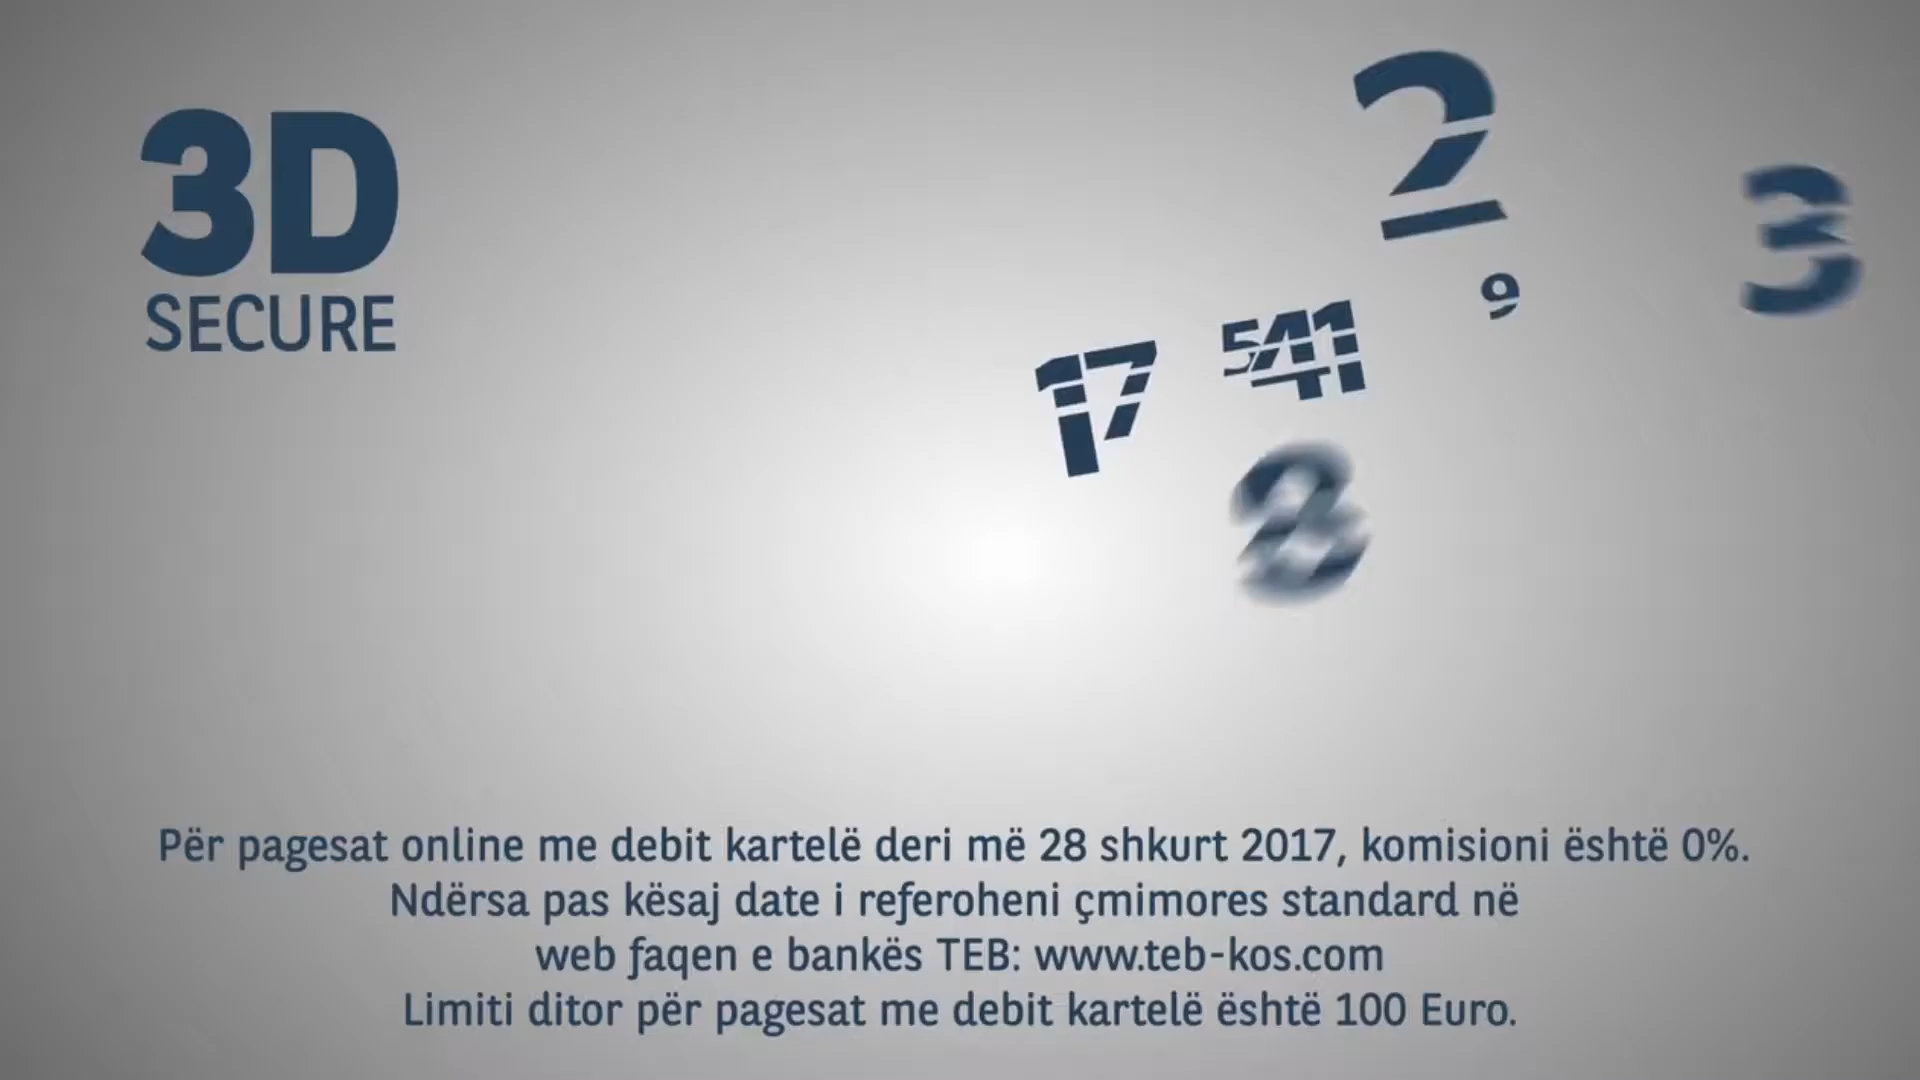 3D
SECURE
2
3
9
17
541
Për pagesat online me debit kartelë deri më 28 shkurt 2017, komisioni është 0%.
Ndërsa pas kësaj date i referoheni çmimores standard në
web faqen e bankës TEB: www.teb-kos.com
Limiti ditor për pagesat me debit kartelë është 100 Euro.